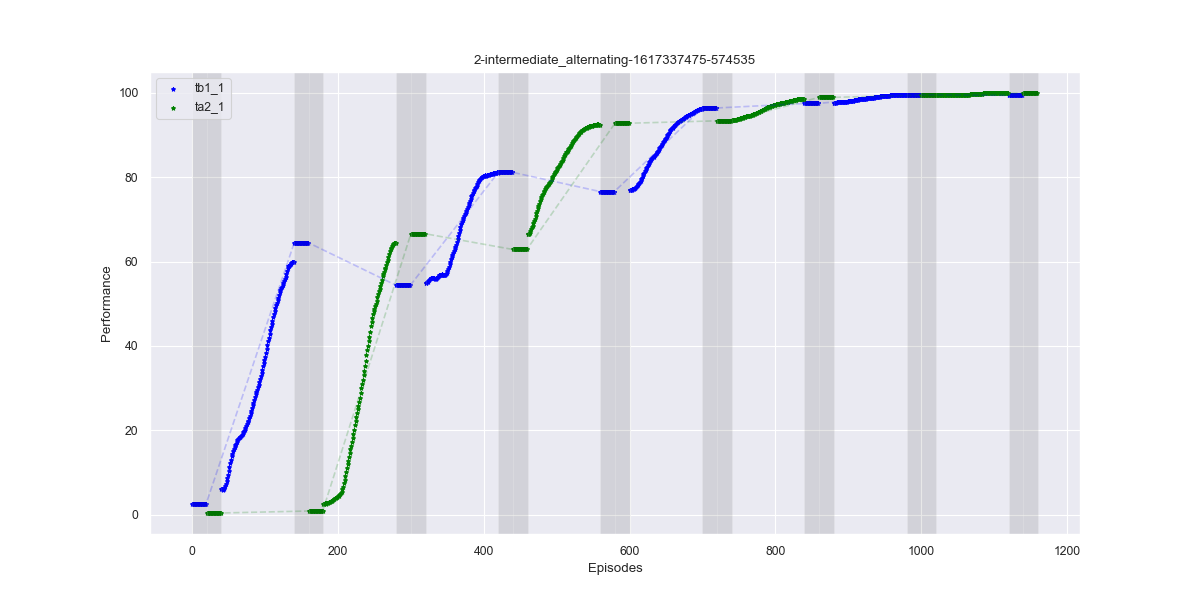 2-intermediate_alternating-1617337475-574535
tb1_1
ta2_1
100
80
60
40
20
0
Performance
0 200 400 600 800 1000 1200
Episodes